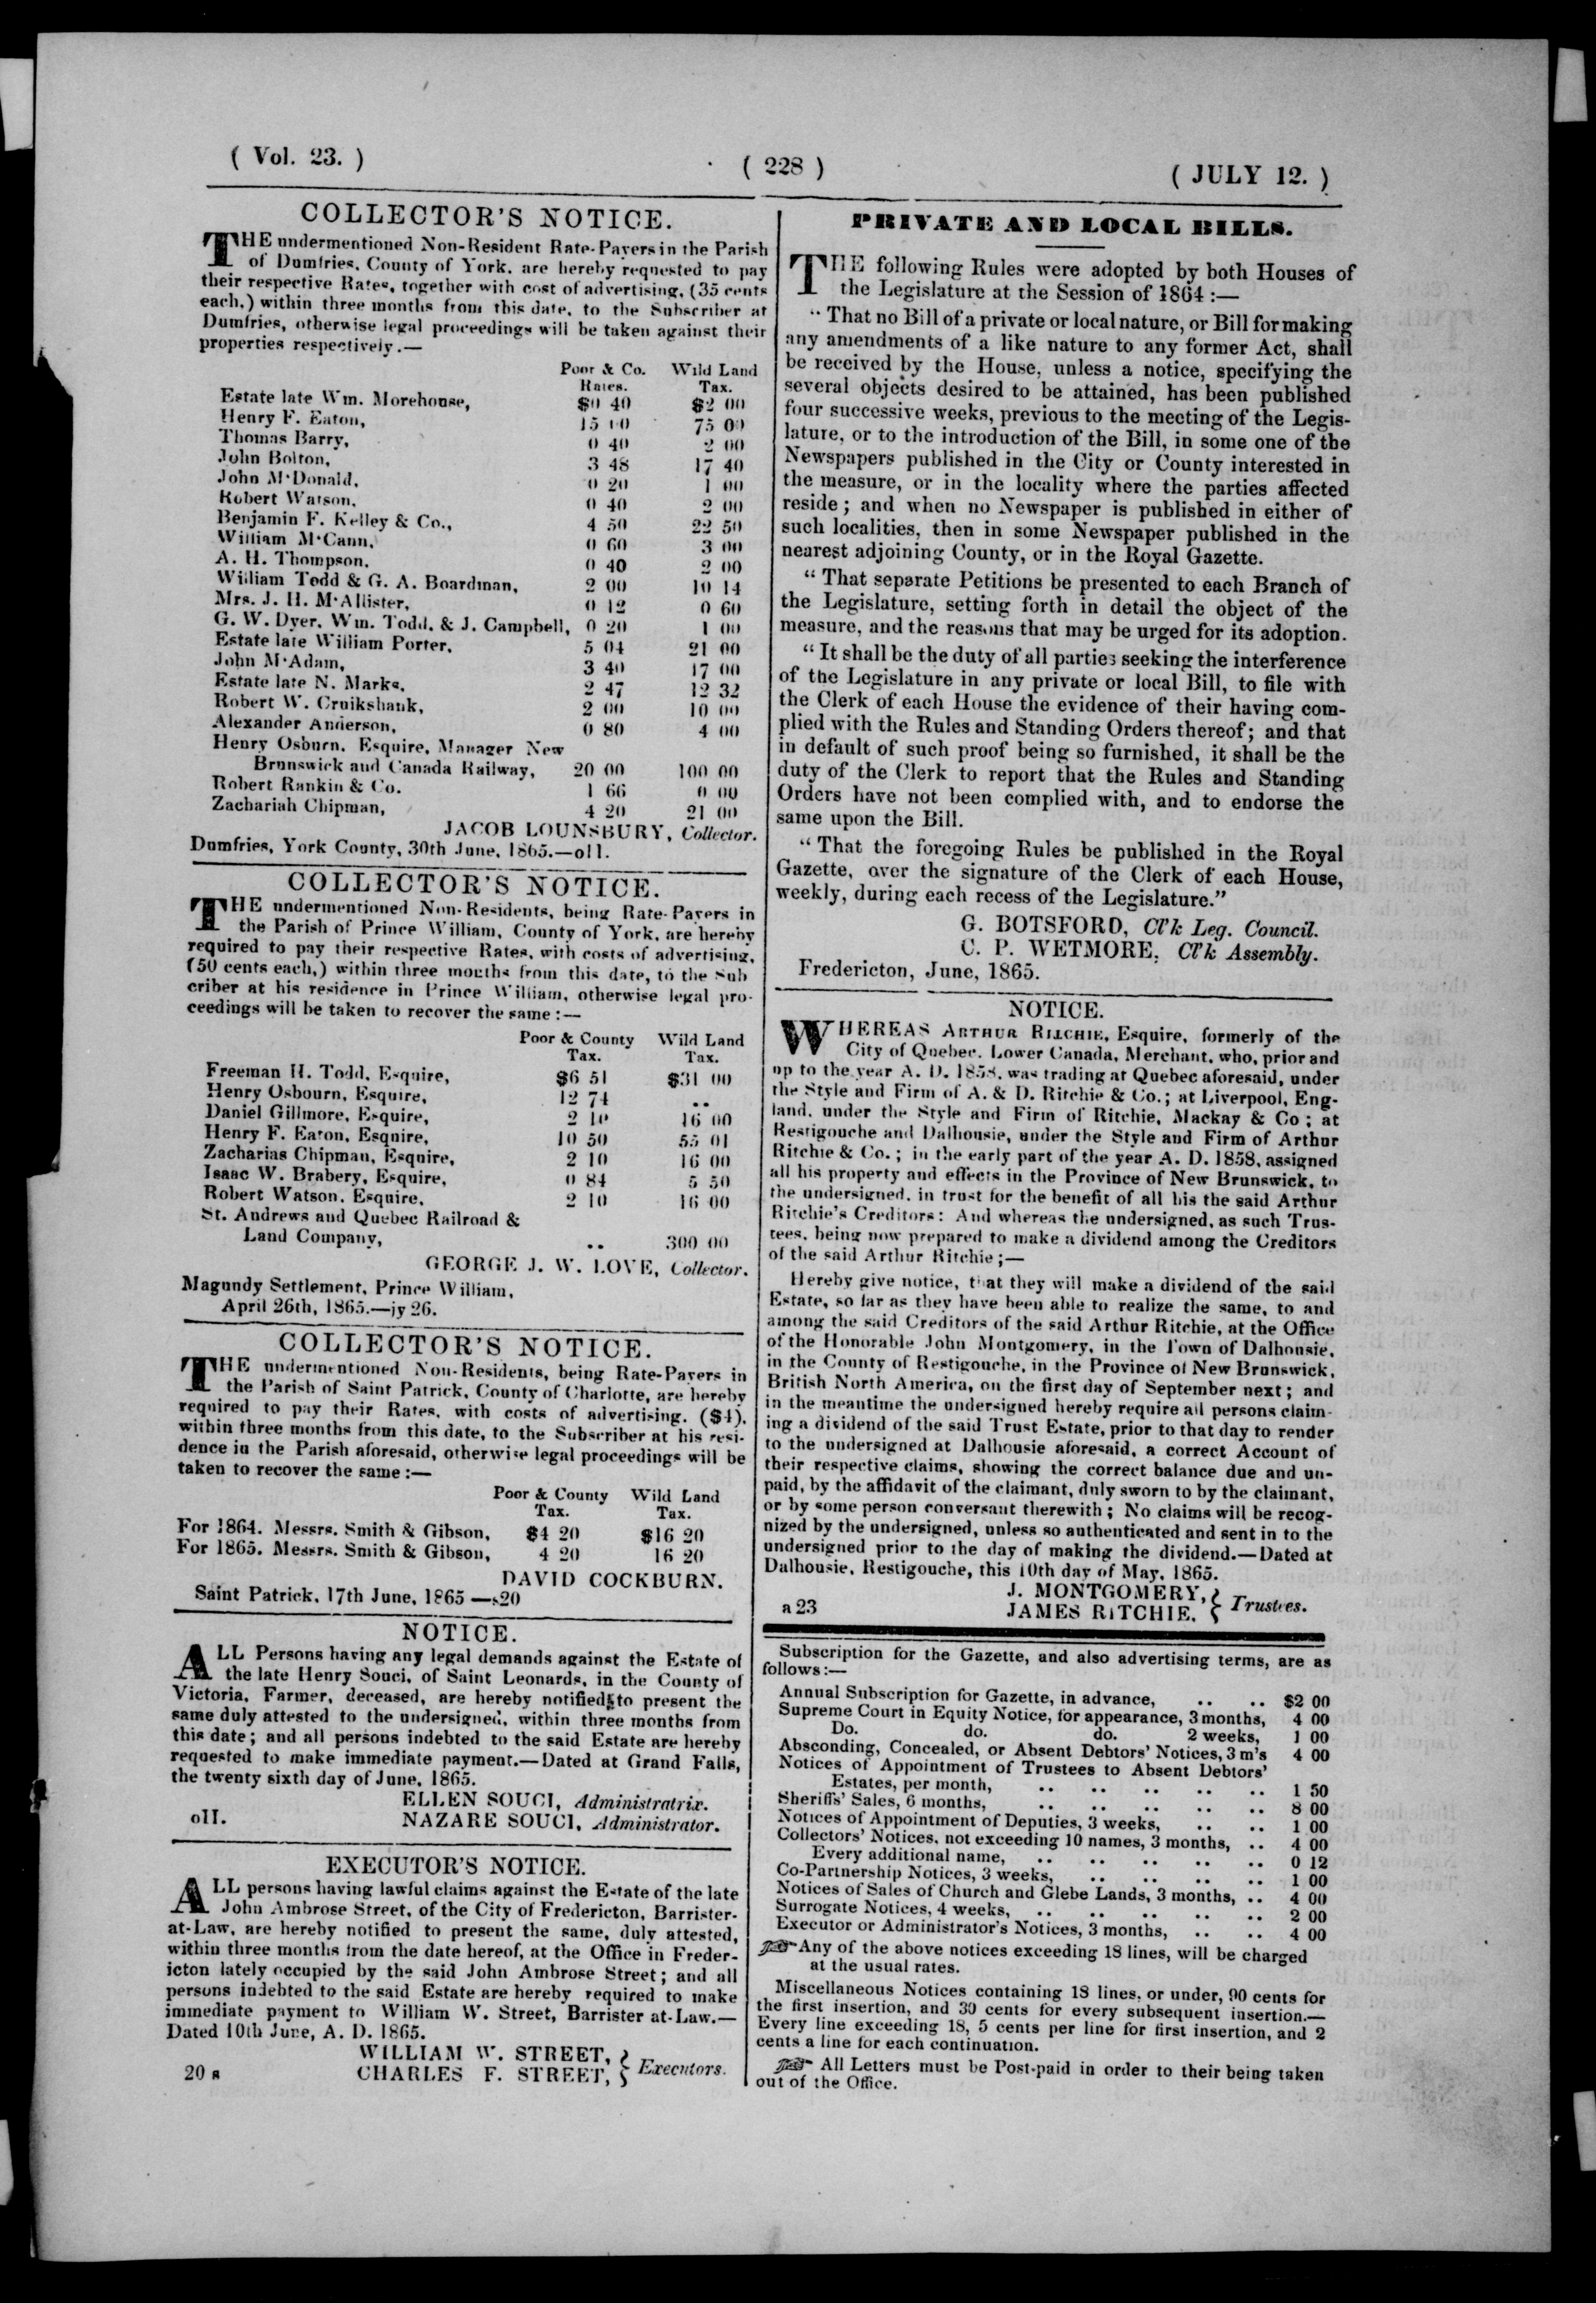 ( Vol. 23. )
( 228 )
( JULY 12. )
COLLECTOR'S NOTICE.
THE undermentioned Non-Resident Rate-Payers in the Parish
of Dumfries, County of York, are hereby requested to pay
their respective Rates, together with cost of advertising, (35 cents
each,) within three months from this date, to the Subscriber at
Dumfries, otherwise legal proceedings will be taken against their
properties respectively.—
Poor & Co. Wild Land
Rates. Tax.
Estate late Wm. Morehouse, $0 40 $2 00
Henry F. Eaton, 15 00 75 00
Thomas Barry, 0 40 2 00
John Bolton, 3 48 17 40
John M'Donald, 0 20 1 00
Robert Watson, 0 40 2 00
Benjamin F. Kelley & Co., 4 50 22 50
William M'Cann, 0 60 3 00
A. H. Thompson, 0 40 2 00
William Todd & G. A. Boardman, 2 00 10 14
Mrs. J. H. M'Allister, 0 12 0 60
G. W. Dyer, Wm. Todd, & J. Campbell, 0 20 1 00
Estate late William Porter, 5 04 21 00
John M'Adam, 3 40 17 00
Estate late N. Marks, 2 47 12 32
Robert W. Cruikshank, 2 00 10 00
Alexander Anderson, 0 80 4 00
Henry Osburn, Esquire, Manager New
Brunswick and Canada Railway, 20 00 100 00
Robert Rankin & Co. 1 66 0 00
Zachariah Chipman, 4 20 21 00
JACOB LOUNSBURY, Collector.
Dumfries, York County, 30th June, 1865.—o11.
COLLECTOR'S NOTICE.
THE undermentioned Non-Residents, being Rate-Payers in
the Parish of Prince William, County of York, are hereby
required to pay their respective Rates, with costs of advertising,
(50 cents each,) within three months from this date, to the Sub
criber at his residence in Prince William, otherwise legal pro-
ceedings will be taken to recover the same :—
Poor & County Wild Land
Tax. Tax.
Freeman H. Todd, Esquire, $6 51 $31 00
Henry Osbourn, Esquire, 12 74 ..
Daniel Gillmore, Esquire, 2 10 16 00
Henry F. Eaton, Esquire, 10 50 55 01
Zacharias Chipman, Esquire, 2 10 16 00
Isaac W. Brabery, Esquire, 0 84 5 50
Robert Watson, Esquire, 2 10 16 00
St. Andrews and Quebec Railroad &
Land Company, .. 300 00
GEORGE J. W. LOVE, Collector.
Magundy Settlement, Prince William,
April 26th, 1865.—jy 26.
COLLECTOR'S NOTICE.
THE undermentioned Non-Residents, being Rate-Payers in
the Parish of Saint Patrick, County of Charlotte, are hereby
required to pay their Rates, with costs of advertising, ($4),
within three months from this date, to the Subscriber at his resi-
dence in the Parish aforesaid, otherwise legal proceedings will be
taken to recover the same :—
Poor & County Wild Land
Tax. Tax.
For 1864. Messrs. Smith & Gibson, $4 20 $16 20
For 1865. Messrs. Smith & Gibson, 4 20 16 20
DAVID COCKBURN.
Saint Patrick, 17th June, 1865 —s20
NOTICE.
ALL Persons having any legal demands against the Estate of
the late Henry Souci, of Saint Leonards, in the County of
Victoria, Farmer, deceased, are hereby notified to present the
same duly attested to the undersigned, within three months from
this date; and all persons indebted to the said Estate are hereby
requested to make immediate payment.—Dated at Grand Falls,
the twenty sixth day of June, 1865.
ELLEN SOUCI, Administratrix.
o11. NAZARE SOUCI, Administrator.
EXECUTOR'S NOTICE.
ALL persons having lawful claims against the Estate of the late
John Ambrose Street, of the City of Fredericton, Barrister-
at-Law, are hereby notified to present the same, duly attested,
within three months from the date hereof, at the Office in Freder-
icton lately occupied by the said John Ambrose Street; and all
persons indebted to the said Estate are hereby required to make
immediate payment to William W. Street, Barrister at-Law.—
Dated 10th June, A. D. 1865.
WILLIAM W. STREET, } Executors.
20 s CHARLES F. STREET, }
PRIVATE AND LOCAL BILLS.
THE following Rules were adopted by both Houses of
the Legislature at the Session of 1864 :—
"That no Bill of a private or local nature, or Bill for making
any amendments of a like nature to any former Act, shall
be received by the House, unless a notice, specifying the
several objects desired to be attained, has been published
four successive weeks, previous to the meeting of the Legis-
lature, or to the introduction of the Bill, in some one of the
Newspapers published in the City or County interested in
the measure, or in the locality where the parties affected
reside ; and when no Newspaper is published in either of
such localities, then in some Newspaper published in the
nearest adjoining County, or in the Royal Gazette.
"That separate Petitions be presented to each Branch of
the Legislature, setting forth in detail the object of the
measure, and the reasons that may be urged for its adoption.
"It shall be the duty of all parties seeking the interference
of the Legislature in any private or local Bill, to file with
the Clerk of each House the evidence of their having com-
plied with the Rules and Standing Orders thereof; and that
in default of such proof being so furnished, it shall be the
duty of the Clerk to report that the Rules and Standing
Orders have not been complied with, and to endorse the
same upon the Bill.
"That the foregoing Rules be published in the Royal
Gazette, over the signature of the Clerk of each House,
weekly, during each recess of the Legislature."
G. BOTSFORD, Cl'k Leg. Council.
C. P. WETMORE, Cl'k Assembly.
Fredericton, June, 1865.
NOTICE.
WHEREAS ARTHUR RITCHIE, Esquire, formerly of the
City of Quebec, Lower Canada, Merchant, who, prior and
up to the year A. D. 1858, was trading at Quebec aforesaid, under
the Style and Firm of A. & D. Ritchie & Co.; at Liverpool, Eng-
land, under the Style and Firm of Ritchie, Mackay & Co ; at
Restigouche and Dalhousie, under the Style and Firm of Arthur
Ritchie & Co. ; in the early part of the year A. D. 1858, assigned
all his property and effects in the Province of New Brunswick, to
the undersigned, in trust for the benefit of all his the said Arthur
Ritchie's Creditors: And whereas the undersigned, as such Trus-
tees, being now prepared to make a dividend among the Creditors
of the said Arthur Ritchie ;—
Hereby give notice, that they will make a dividend of the said
Estate, so far as they have been able to realize the same, to and
among the said Creditors of the said Arthur Ritchie, at the Office
of the Honorable John Montgomery, in the Town of Dalhousie,
in the County of Restigouche, in the Province of New Brunswick,
British North America, on the first day of September next ; and
in the meantime the undersigned hereby require all persons claim-
ing a dividend of the said Trust Estate, prior to that day to render
to the undersigned at Dalhousie aforesaid, a correct Account of
their respective claims, showing the correct balance due and un-
paid, by the affidavit of the claimant, duly sworn to by the claimant,
or by some person conversant therewith ; No claims will be recog-
nized by the undersigned, unless so authenticated and sent in to the
undersigned prior to the day of making the dividend.—Dated at
Dalhousie, Restigouche, this 10th day of May, 1865.
J. MONTGOMERY, } Trustees.
a 23 JAMES RITCHIE, }
Subscription for the Gazette, and also advertising terms, are as
follows :—
Annual Subscription for Gazette, in advance, .. .. $2 00
Supreme Court in Equity Notice, for appearance, 3 months, 4 00
Do. do. do. 2 weeks, 1 00
Absconding, Concealed, or Absent Debtors' Notices, 3 m's 4 00
Notices of Appointment of Trustees to Absent Debtors'
Estates, per month, .. .. .. .. .. 1 50
Sheriffs' Sales, 6 months, .. .. .. .. .. 8 00
Notices of Appointment of Deputies, 3 weeks, .. .. 1 00
Collectors' Notices, not exceeding 10 names, 3 months, .. 4 00
Every additional name, .. .. .. .. .. 0 12
Co-Partnership Notices, 3 weeks, .. .. .. .. 1 00
Notices of Sales of Church and Glebe Lands, 3 months, .. 4 00
Surrogate Notices, 4 weeks, .. .. .. .. .. 2 00
Executor or Administrator's Notices, 3 months, .. .. 4 00
☞ Any of the above notices exceeding 18 lines, will be charged
at the usual rates.
Miscellaneous Notices containing 18 lines, or under, 90 cents for
the first insertion, and 30 cents for every subsequent insertion.—
Every line exceeding 18, 5 cents per line for first insertion, and 2
cents a line for each continuation.
☞ All Letters must be Post-paid in order to their being taken
out of the Office.